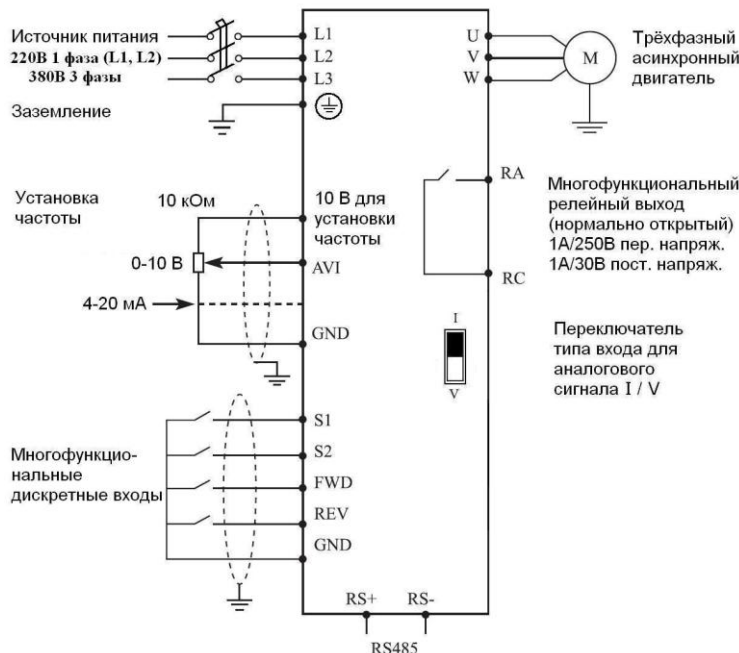 Источник питания
220В 1 фаза (L1, L2)
380В 3 фазы
Заземление
L1
L2
L3
U
V
W
M
Трёхфазный
асинхронный
двигатель
Установка
частоты
10 кОм
0-10 В
4-20 мА
10 В для
установки
частоты
AVI
GND
RA
RC
Многофункциональный
релейный выход
(нормально открытый)
1А/250В пер. напряж.
1А/30В пост. напряж.
I
V
Переключатель
типа входа для
аналогового
сигнала I / V
Многофункцио-
нальные
дискретные входы
S1
S2
FWD
REV
GND
RS+
RS-
RS485